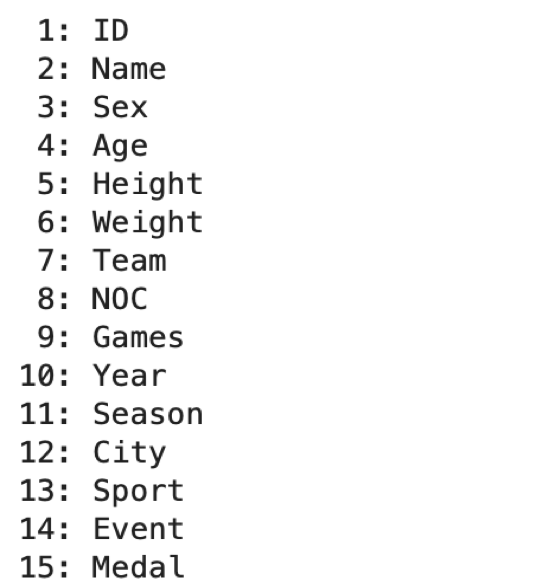 1: ID
2: Name
3: Sex
4: Age
5: Height
6: Weight
7: Team
8: NOC
9: Games
10: Year
11: Season
12: City
13: Sport
14: Event
15: Medal